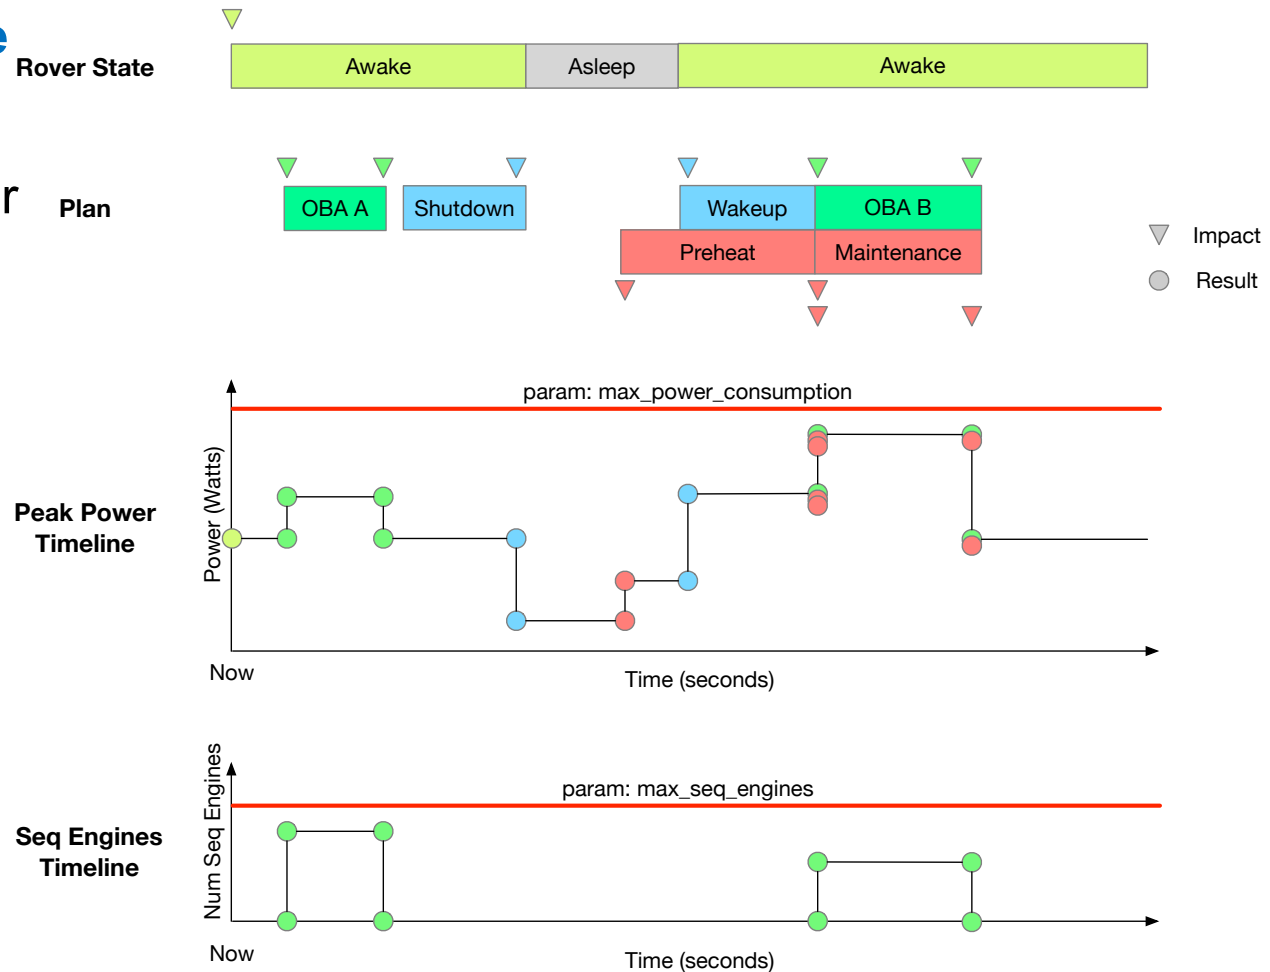 e
Rover State
Awake
Asleep
Awake
r
Plan
OBA A
Shutdown
Wakeup
OBA B
Preheat
Maintenance
Impact
Result
param: max_power_consumption
Peak Power
Timeline
Power (Watts)
Now
Time (seconds)
param: max_seq_engines
Seq Engines
Timeline
Num Seq Engines
Now
Time (seconds)